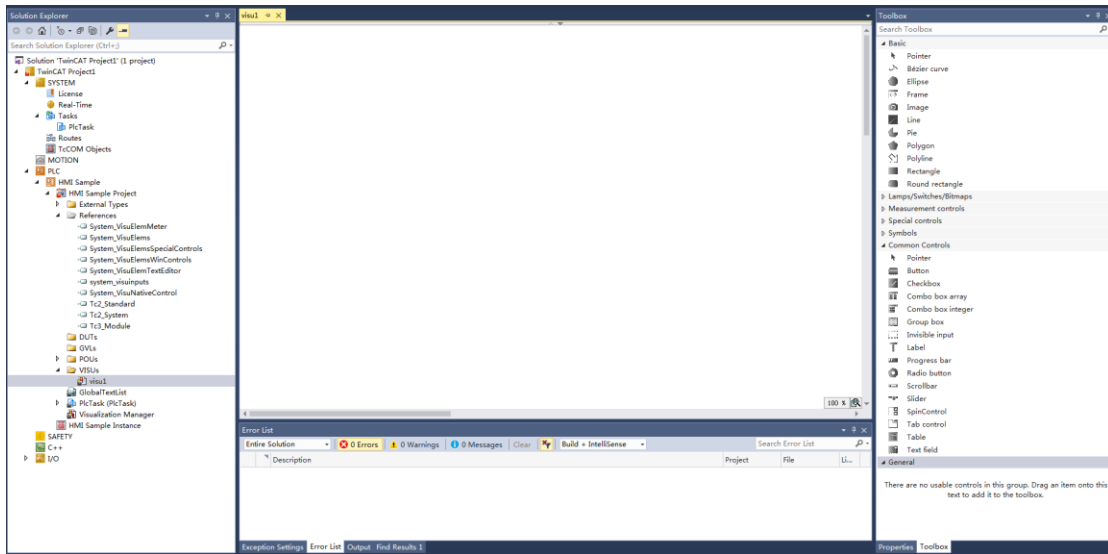 Solution Explorer
Search Solution Explorer (Ctrl+;)
Solution 'TwinCAT Project1' (1 project)
TwinCAT Project1
SYSTEM
License
Real-Time
Tasks
PlcTask
Routes
TcCOM Objects
MOTION
PLC
HMI Sample
HMI Sample Project
External Types
References
System_VisuElemMeter
System_VisuElems
System_VisuElemsSpecialControls
System_VisuElemsWinControls
System_VisuElemTextEditor
system_visuinputs
System_VisuNativeControl
Tc2_Standard
Tc2_System
Tc3_Module
DUTs
GVLs
POUs
VISUs
visu1
GlobalTextList
PlcTask (PlcTask)
Visualization Manager
HMI Sample Instance
SAFETY
C++
I/O
visu1
100 %
Error List
Entire Solution 0 Errors 0 Warnings 0 Messages Clear Build + IntelliSense Search Error List
Description Project File Li...
Exception Settings Error List Output Find Results 1
Toolbox
Search Toolbox
Basic
Pointer
Bézier curve
Ellipse
Frame
Image
Line
Pie
Polygon
Polyline
Rectangle
Round rectangle
Lamps/Switches/Bitmaps
Measurement controls
Special controls
Symbols
Common Controls
Pointer
Button
Checkbox
Combo box array
Combo box integer
Group box
Invisible input
Label
Progress bar
Radio button
Scrollbar
Slider
SpinControl
Tab control
Table
Text field
General
There are no usable controls in this group. Drag an item onto this
text to add it to the toolbox.
Properties Toolbox